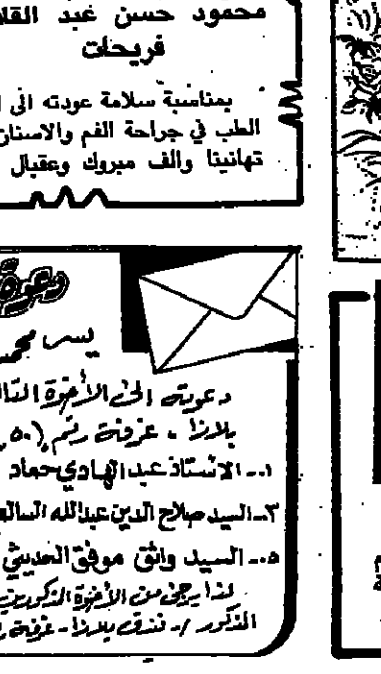 محمود حسن عبد القا
فريحات
بمناسبة سلامة عودته الى ا
الطب في جراحة الفم والاسنان
تهانينا والف مبروك وعقبال
دعوة
يسر محمد
دعوته الى الأخوة التال
بلازا - غرفة رقم (٥٠
١- الاستاذ عبدالهادي حماد
٣- السيد صلاح الدين عبدالله السالم
٥- السيد واثق موفق الحديثي
لذا يرجى من الأخوة المذكورين
المذكور /- فندق بلازا - غرفة